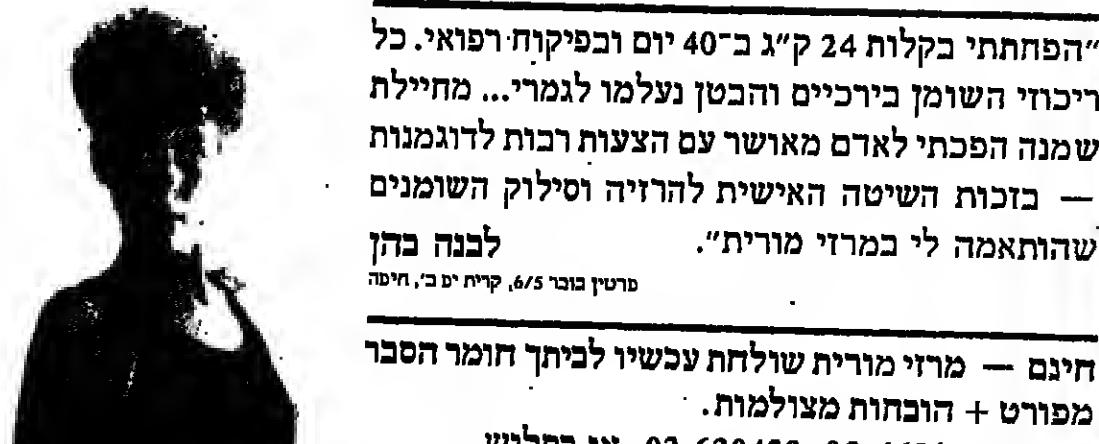 "הפחתתי בקלות 24 ק"ג ב־40 יום ובפיקוח רפואי. כל
ריכוזי השומן בירכיים והבטן נעלמו לגמרי... מחיילת
שמנה הפכתי לאדם מאושר עם הצעות רבות לדוגמנות
— בזכות השיטה האישית להרזיה וסילוק השומנים
שהותאמה לי במרזי מורית".
לבנה כהן
מרטין בובר 6/5, קרית ים ב', חיפה
חינם — מרזי מורית שולחת עכשיו לביתך חומר הסבר
מפורט + הוכחות מצולמות.